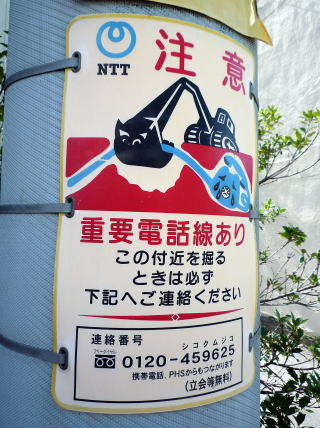 NTT
注意
重要電話線あり
この付近を掘る
ときは必ず
下記へご連絡ください
連絡番号
シコクムジコ
フリーダイヤル
0120-459625
携帯電話、PHSからもつながります
(立会等無料)